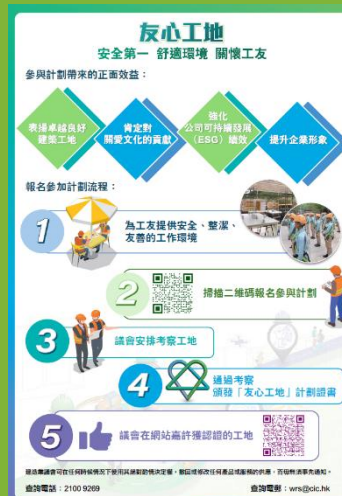 友心工地
安全第一 舒適環境 關懷工友
參與計劃帶來的正面效益：
表揚卓越良好
建築工地
肯定對
關愛文化的貢獻
強化
公司可持續發展
(ESG) 績效
提升企業形象
報名參加計劃流程：
1
為工友提供安全、整潔、
友善的工作環境
2
掃描二維碼報名參與計劃
3
議會安排考察工地
4
通過考察
頒發「友心工地」計劃證書
5
議會在網站嘉許獲認證的工地
查詢電話：2100 9269
查詢電郵：wrs@cic.hk